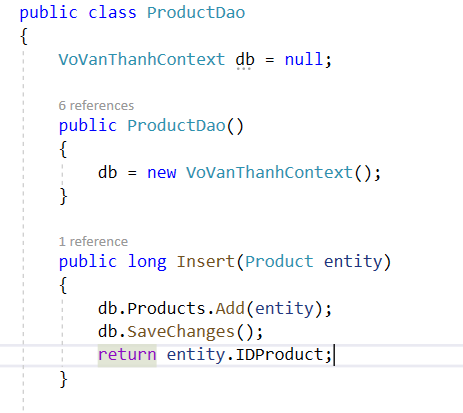 public class ProductDao
{
VoVanThanhContext db = null;
6 references
public ProductDao()
{
db = new VoVanThanhContext();
}
1 reference
public long Insert(Product entity)
{
db.Products.Add(entity);
db.SaveChanges();
return entity.IDProduct;
}